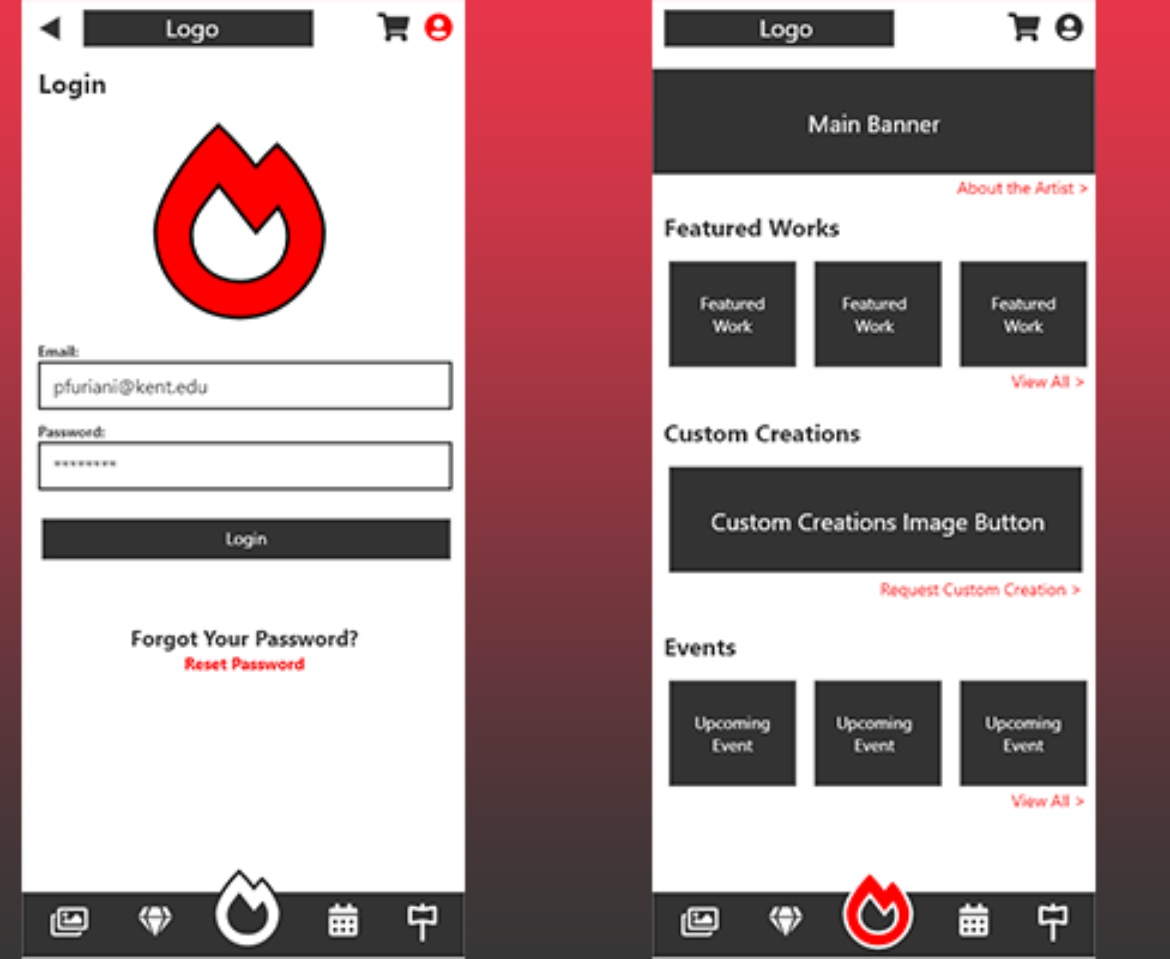 Logo
Login
Email:
pfuriani@kent.edu
Password:
********
Login
Forgot Your Password?
Reset Password
Logo
Main Banner
About the Artist >
Featured Works
Featured
Work
Featured
Work
Featured
Work
View All >
Custom Creations
Custom Creations Image Button
Request Custom Creation >
Events
Upcoming
Event
Upcoming
Event
Upcoming
Event
View All >